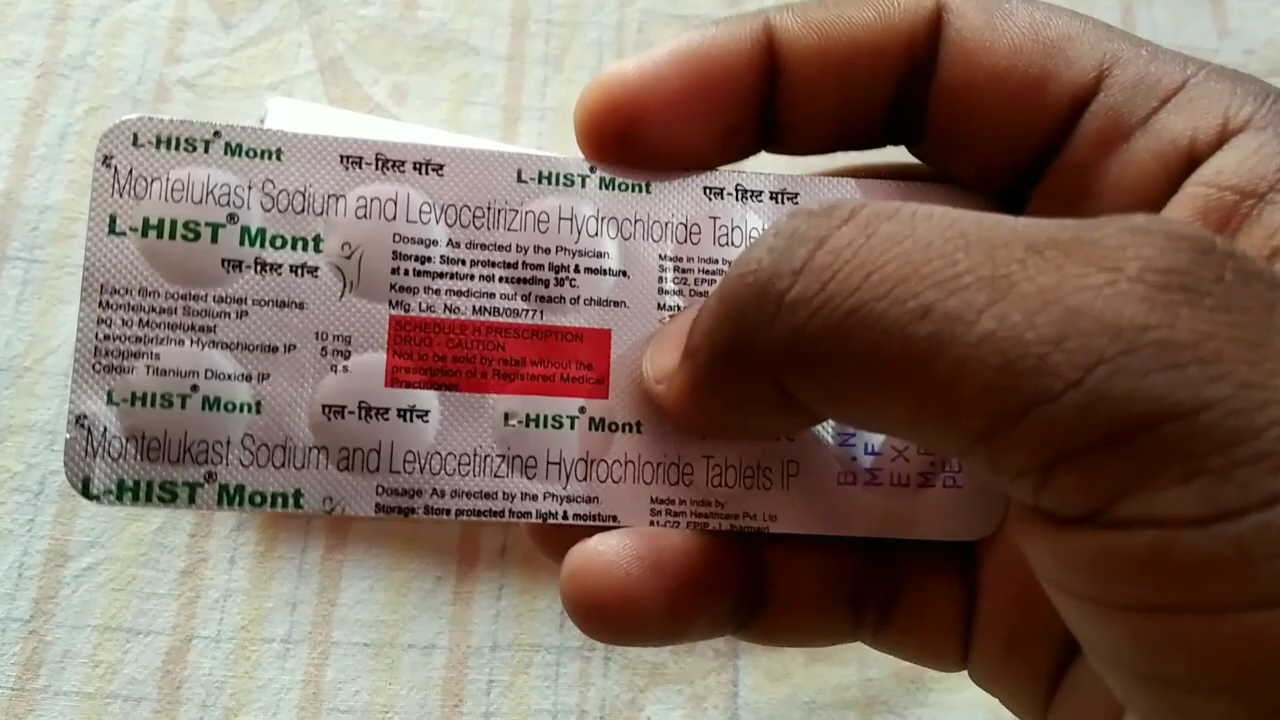 L-HIST® Mont एल-हिस्ट मॉन्ट L-HIST® Mont एल-हिस्ट मॉन्ट
Montelukast Sodium and Levocetirizine Hydrochloride
L-HIST® Mont
एल-हिस्ट मॉन्ट
Each film coated tablet contains:
Montelukast Sodium IP
eq. to Montelukast 10 mg
Levocetirizine Hydrochloride IP 5 mg
Excipients q.s.
Colour: Titanium Dioxide IP
Dosage: As directed by the Physician.
Storage: Store protected from light & moisture,
at a temperature not exceeding 30°C.
Keep the medicine out of reach of children.
Mfg. Lic. No.: MNB/09/771
SCHEDULE H PRESCRIPTION
DRUG - CAUTION
Not to be sold by retail without the
prescription of a Registered Medical
Practitioner.
Made in India by
Sri Ram Health
81-C/2, EPIP
Baddi, Dist
L-HIST® Mont एल-हिस्ट मॉन्ट L-HIST® Mont
Montelukast Sodium and Levocetirizine Hydrochloride Tablets IP
L-HIST® Mont
Dosage: As directed by the Physician.
Storage: Store protected from light & moisture,
Made in India by:
Sri Ram Healthcare Pvt. Ltd
81-C/2, EPIP - I, Jharmajri
B.N
M.F
EX
M.R
PE